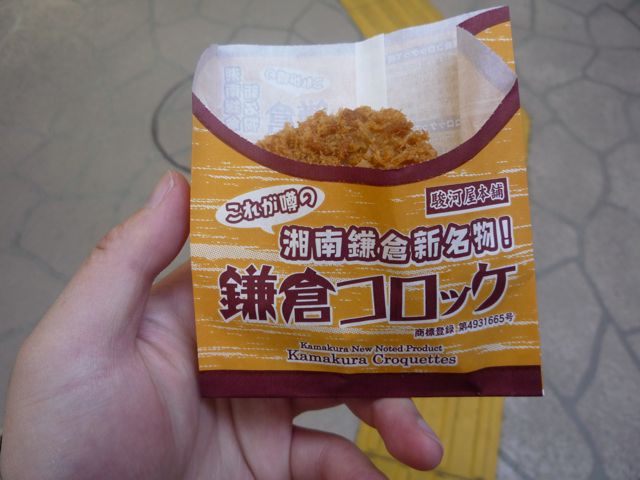 これが噂の
駿河屋本舗
湘南鎌倉新名物!
鎌倉コロッケ
商標登録 第4931665号
Kamakura New Noted Product
Kamakura Croquettes